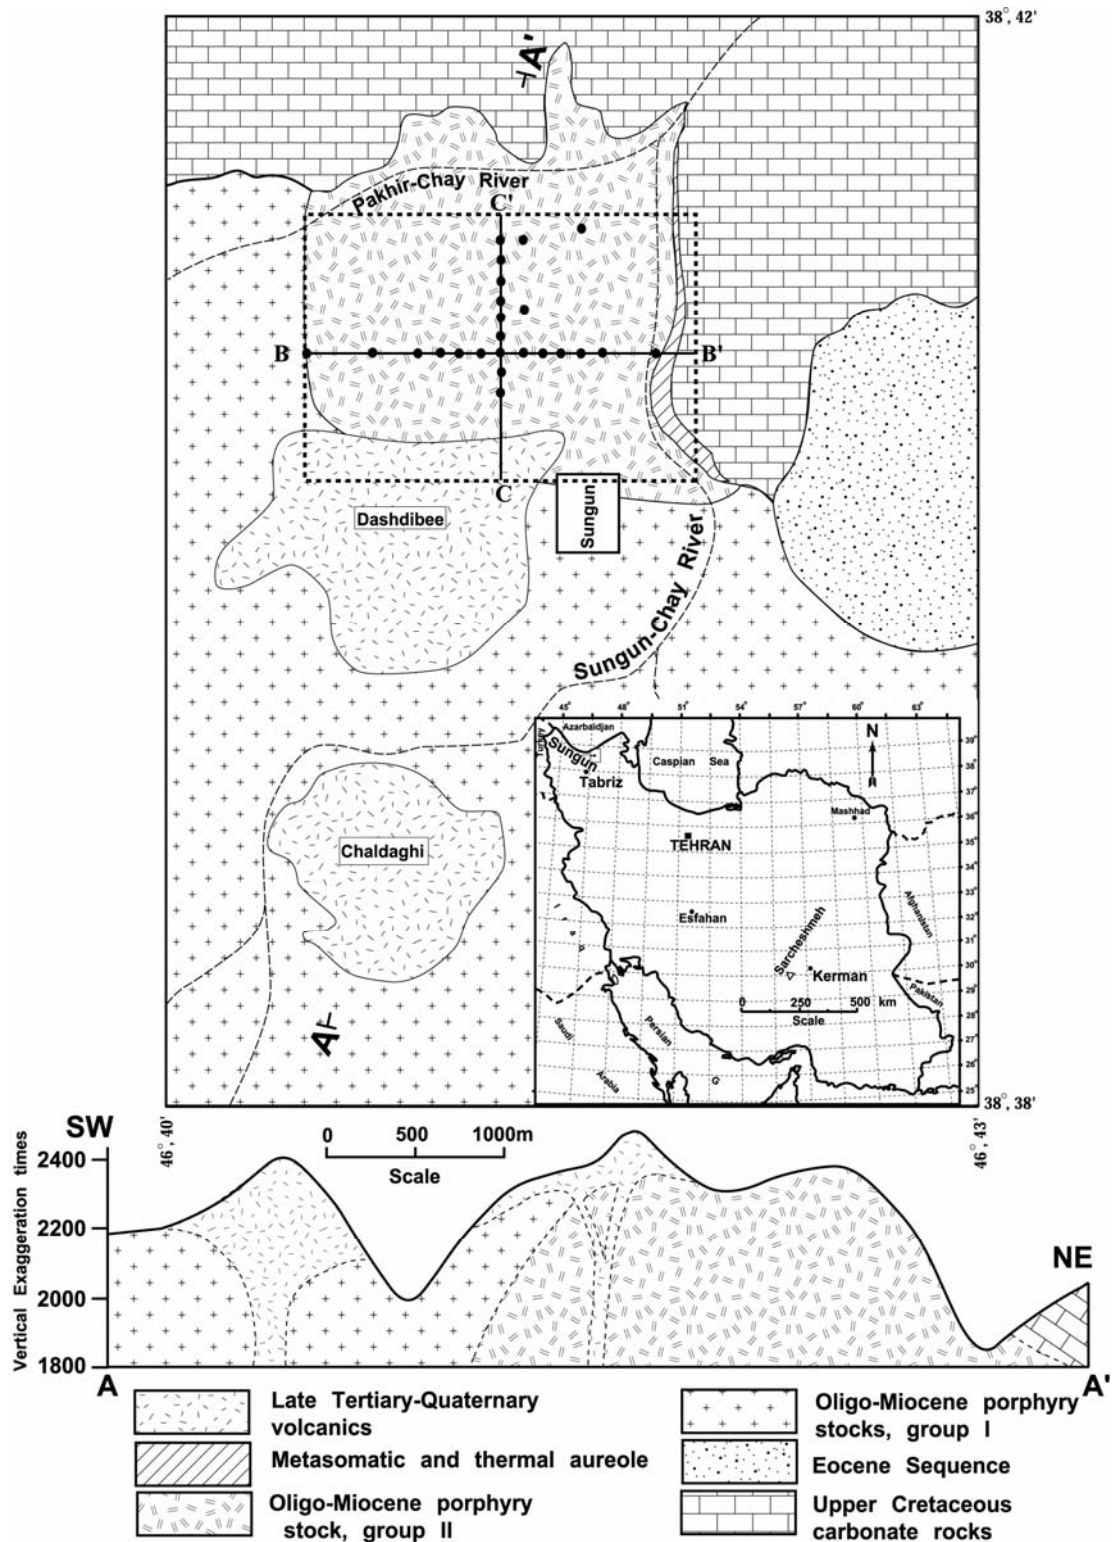 38°, 42'
A'
Pakhir-Chay River
C'
B
B'
C
Dashdibee
Sungun
Sungun-Chay River
45° 48° 51° 54° 57° 60° 63°
Azarbaldjan
N
Turkey
Sungun
Caspian Sea
39°
38
Tabriz
37
Mashhad
36
TEHRAN
35
Chaldaghi
34
33
Afghanistan
Esfahan
32
31
Sarcheshmeh
30
Kerman
Pakistan
29
0 250 500 km
Scale
28
Saudi
Persian
27
26
Arabia
G
25
A
38°, 38'
46°, 40'
46°, 43'
SW
0 500 1000m
Scale
2400
2200
2000
1800
Vertical Exaggeration times
NE
A
A'
Late Tertiary-Quaternary
volcanics
Metasomatic and thermal aureole
Oligo-Miocene porphyry
stock, group II
Oligo-Miocene porphyry
stocks, group I
Eocene Sequence
Upper Cretaceous
carbonate rocks